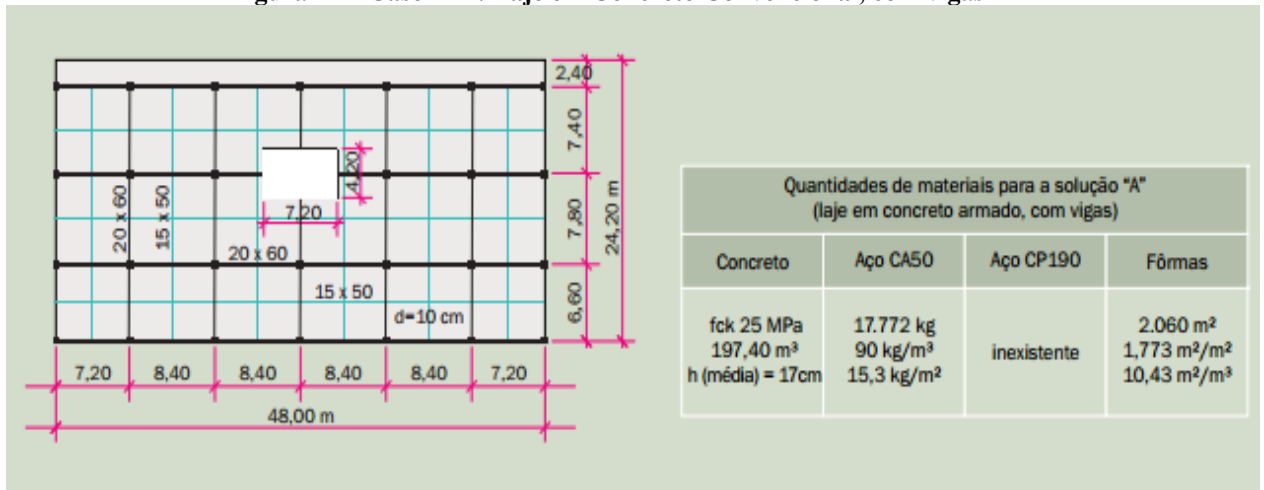 2,40
7,40
4,20
7,20
20 x 60
15 x 50
7,80
24,20 m
20 x 60
15 x 50
d=10 cm
6,60
7,20 8,40 8,40 8,40 8,40 7,20
48,00 m
Quantidades de materiais para a solução "A"
(laje em concreto armado, com vigas)
Concreto Aço CA50 Aço CP190 Fôrmas
fck 25 MPa 17.772 kg 2.060 m²
197,40 m³ 90 kg/m³ inexistente 1,773 m²/m²
h (média) = 17cm 15,3 kg/m² 10,43 m²/m³